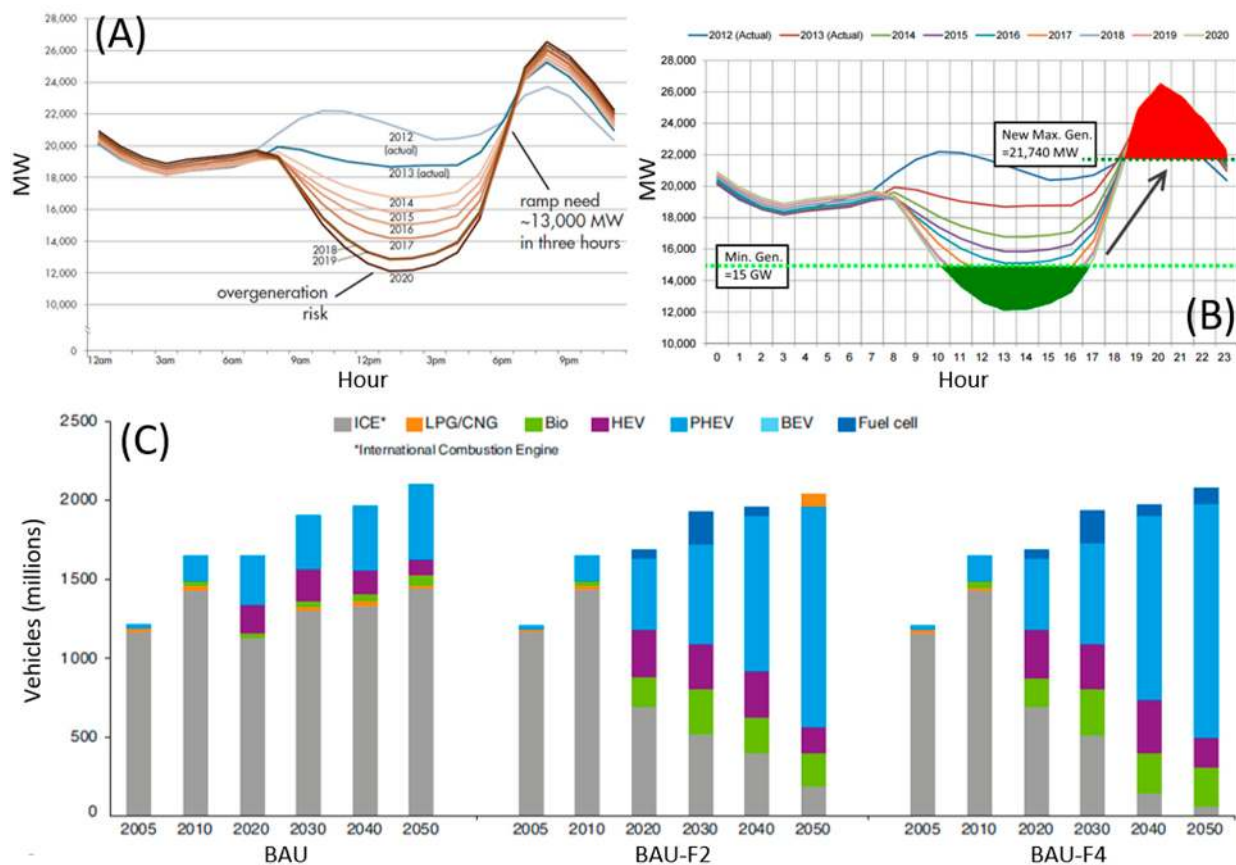 (A)
28,000
26,000
24,000
22,000
20,000
18,000
16,000
14,000
12,000
10,000
0
MW
2012
(actual)
2013 (actual)
2014
2015
2016
2017
2018
2019
2020
ramp need
~13,000 MW
in three hours
overgeneration
risk
12am
3am
6am
9am
12pm
3pm
6pm
9pm
Hour
2012 (Actual) 2013 (Actual) 2014 2015 2016 2017 2018 2019 2020
28,000
26,000
24,000
22,000
20,000
18,000
16,000
14,000
12,000
10,000
MW
New Max. Gen.
=21,740 MW
Min. Gen.
=15 GW
(B)
0 1 2 3 4 5 6 7 8 9 10 11 12 13 14 15 16 17 18 19 20 21 22 23
Hour
(C)
ICE* LPG/CNG Bio HEV PHEV BEV Fuel cell
*International Combustion Engine
2500
2000
1500
1000
500
0
Vehicles (millions)
2005 2010 2020 2030 2040 2050 2005 2010 2020 2030 2040 2050 2005 2010 2020 2030 2040 2050
BAU BAU-F2 BAU-F4